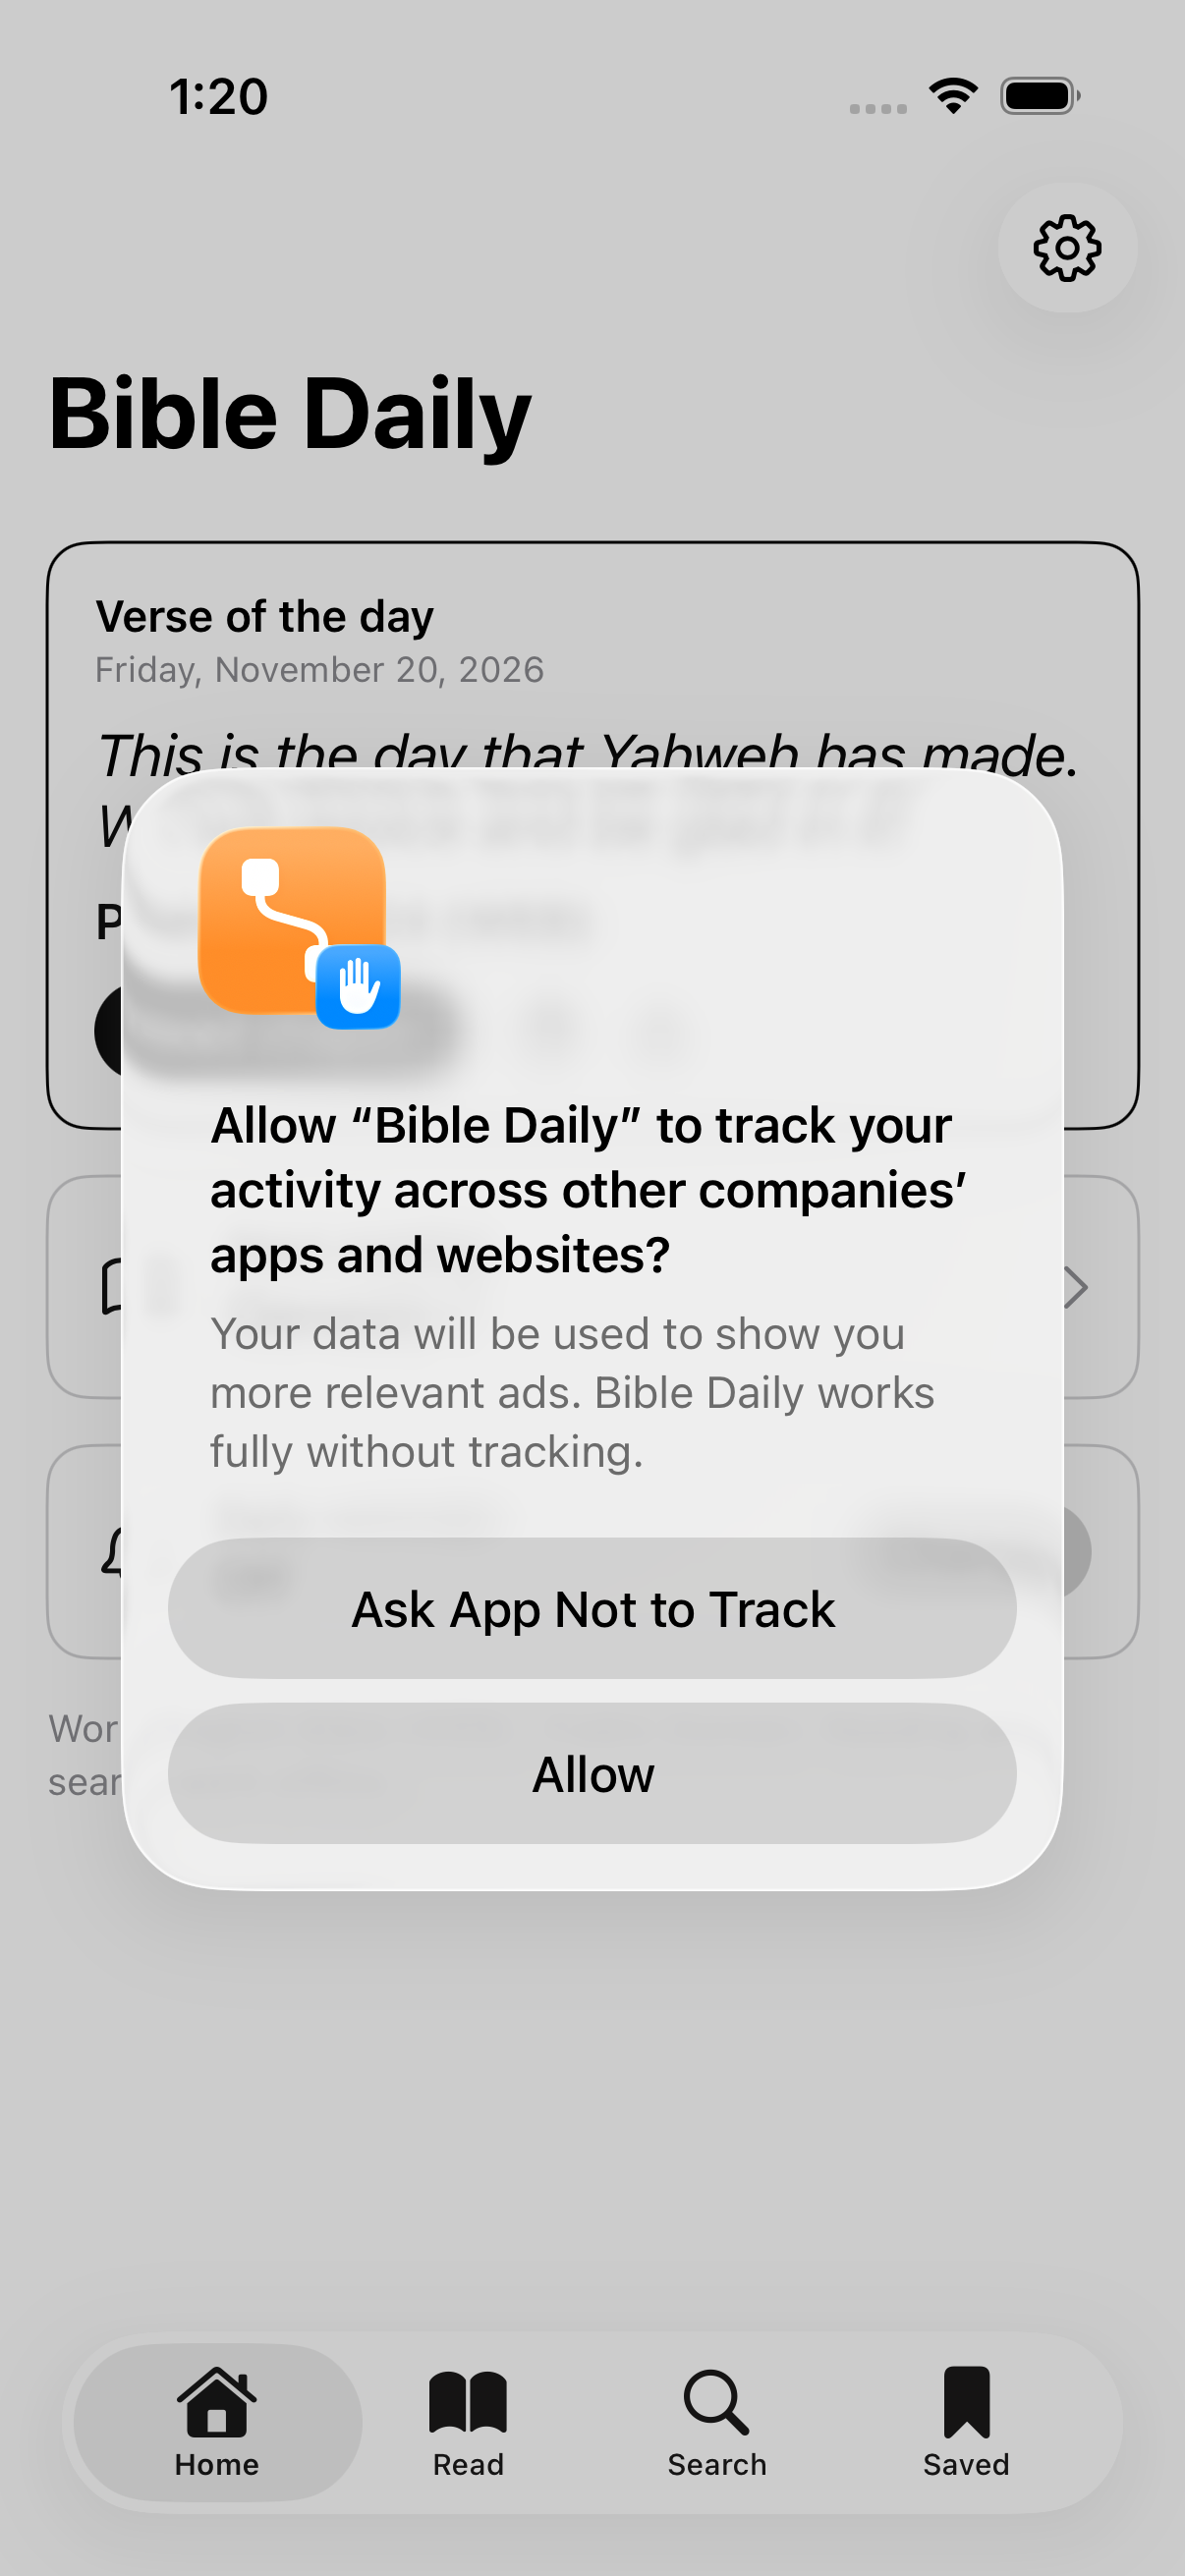 1:20
Bible Daily
Verse of the day
Friday, November 20, 2026
This is the day that Yahweh has made.
Allow “Bible Daily” to track your
activity across other companies’
apps and websites?
Your data will be used to show you
more relevant ads. Bible Daily works
fully without tracking.
Ask App Not to Track
Allow
Home
Read
Search
Saved